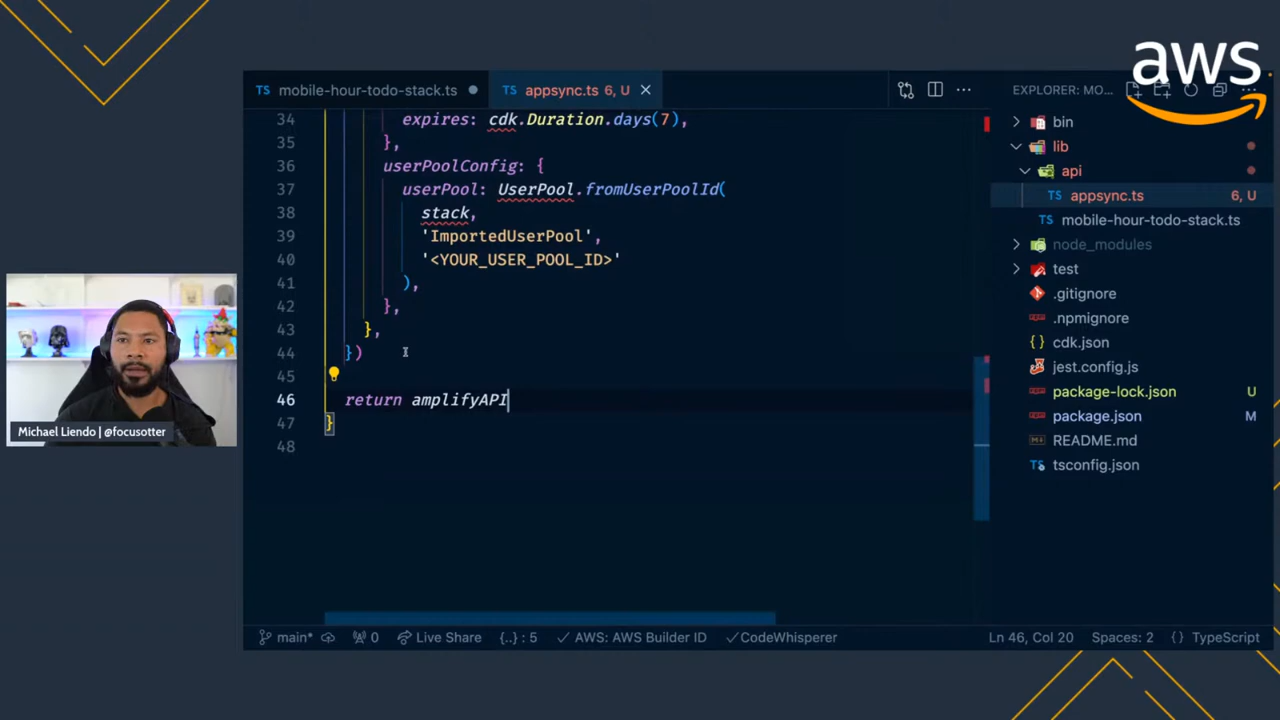 aws
mobile-hour-todo-stack.ts
appsync.ts 6, U
EXPLORER: MO...
34 expires: cdk.Duration.days(7),
35 },
36 userPoolConfig: {
37 userPool: UserPool.fromUserPoolId(
38 stack,
39 'ImportedUserPool',
40 '<YOUR_USER_POOL_ID>'
41 ),
42 },
43 },
44 })
45
46 return amplifyAPI
47 }
48
bin
lib
api
TS appsync.ts 6, U
TS mobile-hour-todo-stack.ts
node_modules
test
.gitignore
.npmignore
{} cdk.json
jest.config.js
package-lock.json U
package.json M
README.md
tsconfig.json
Michael Liendo | @focusotter
main* 0 Live Share {..} : 5 AWS: AWS Builder ID CodeWhisperer Ln 46, Col 20 Spaces: 2 {} TypeScript